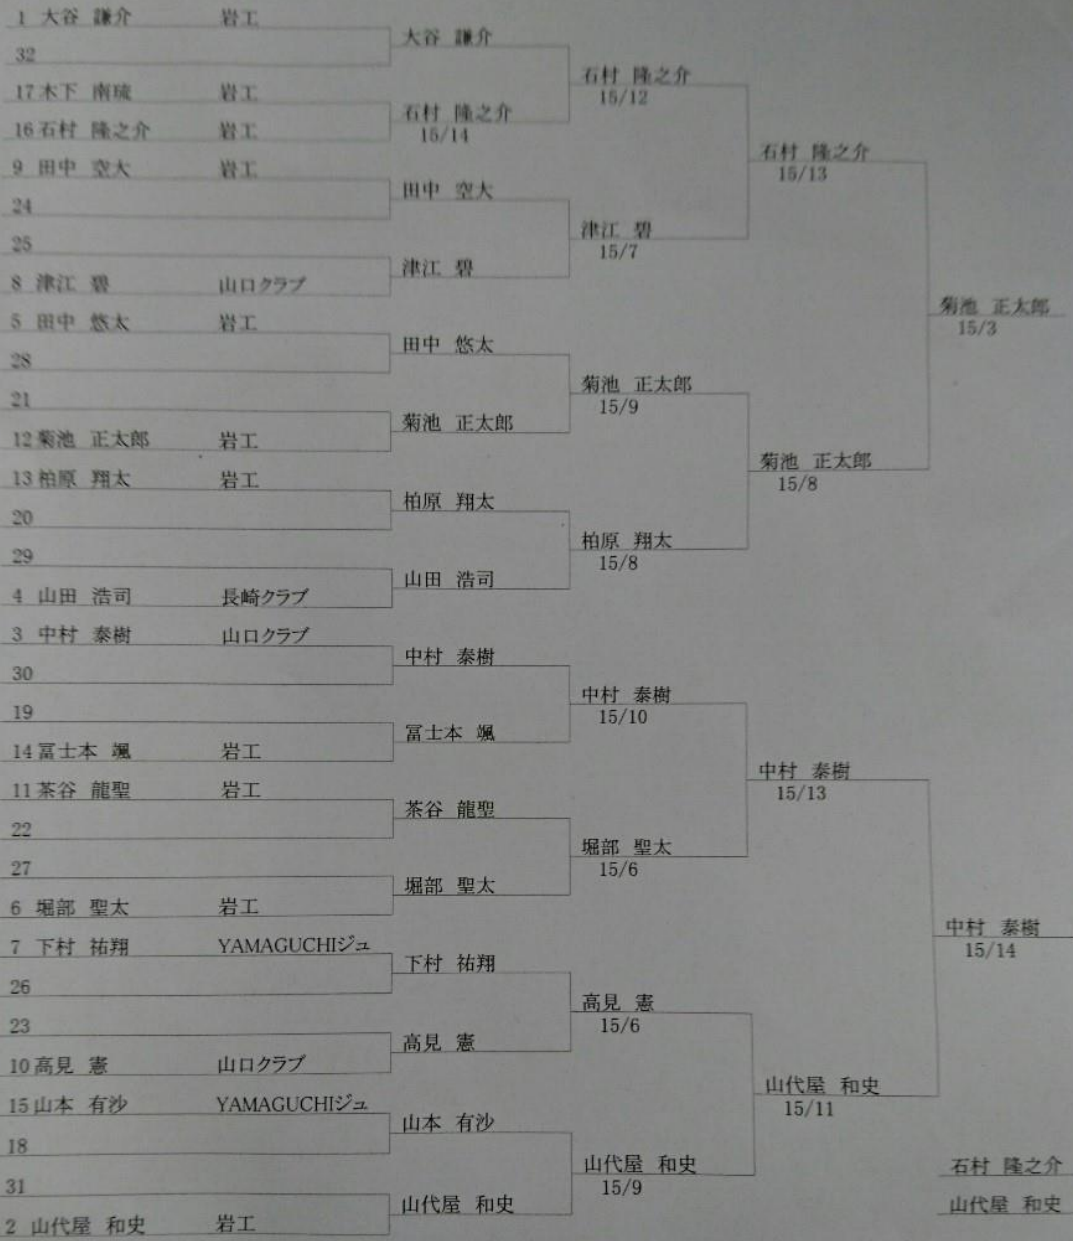 1 大谷 謙介 岩工
大谷 謙介
32
石村 隆之介
15/12
17 木下 南琉 岩工
石村 隆之介
15/14
16 石村 隆之介 岩工
石村 隆之介
15/13
9 田中 空大 岩工
田中 空大
24
津江 碧
15/7
25
津江 碧
8 津江 碧 山口クラブ
菊池 正太郎
15/3
5 田中 悠太 岩工
田中 悠太
28
菊池 正太郎
15/9
21
菊池 正太郎
12 菊池 正太郎 岩工
菊池 正太郎
15/8
13 柏原 翔太 岩工
柏原 翔太
20
柏原 翔太
15/8
29
山田 浩司
4 山田 浩司 長崎クラブ
3 中村 泰樹 山口クラブ
中村 泰樹
30
中村 泰樹
15/10
19
冨士本 颯
14 冨士本 颯 岩工
中村 泰樹
15/13
11 茶谷 龍聖 岩工
茶谷 龍聖
22
堀部 聖太
15/6
27
堀部 聖太
6 堀部 聖太 岩工
中村 泰樹
15/14
7 下村 祐翔 YAMAGUCHIジュ
下村 祐翔
26
高見 憲
15/6
23
高見 憲
10 高見 憲 山口クラブ
山代屋 和史
15/11
15 山本 有沙 YAMAGUCHIジュ
山本 有沙
18
山代屋 和史
15/9
31
山代屋 和史
2 山代屋 和史 岩工
石村 隆之介
山代屋 和史